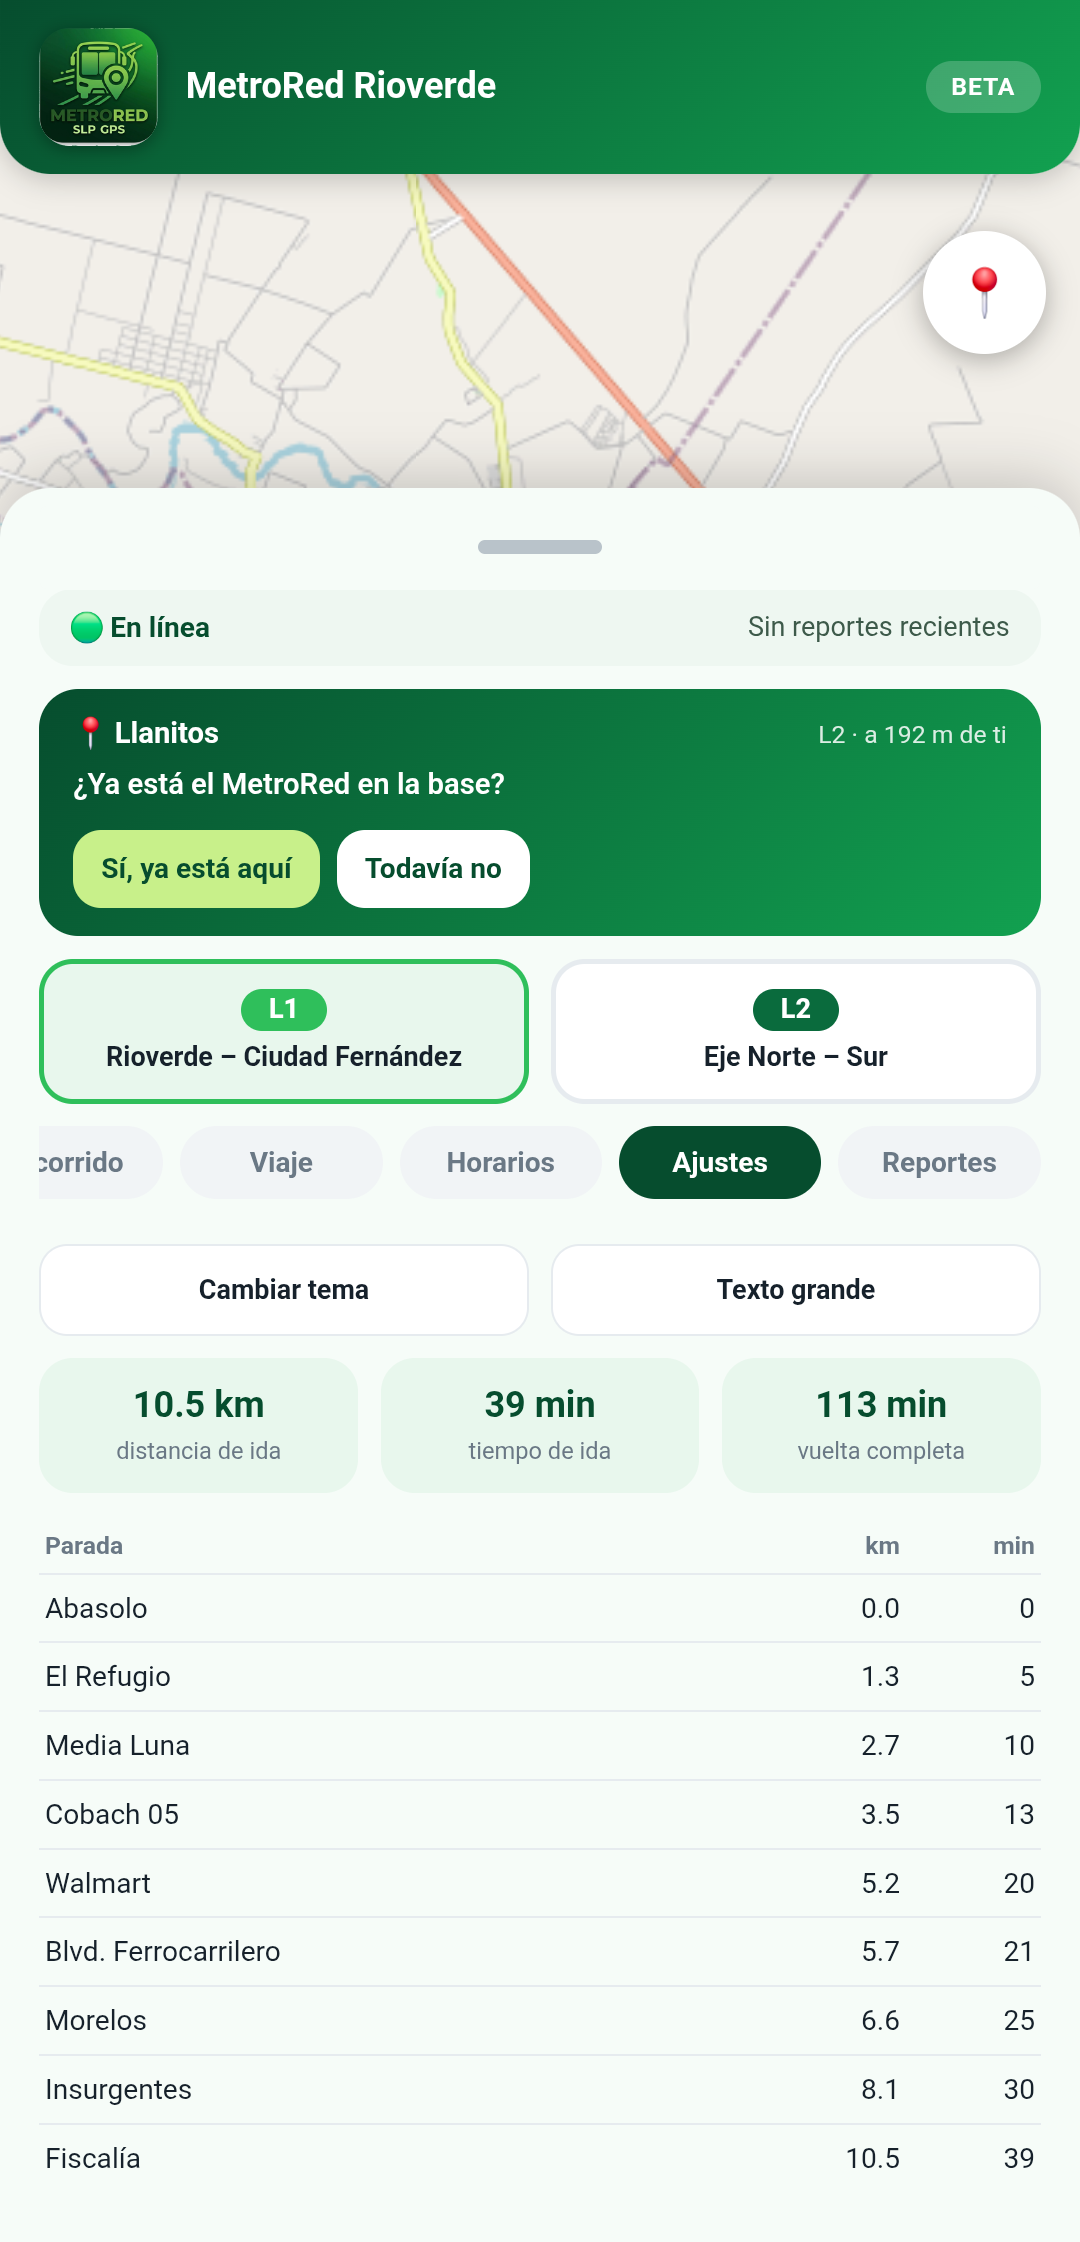 METRORED
SLP GPS
MetroRed Rioverde
BETA
En línea
Sin reportes recientes
Llanitos
L2 · a 192 m de ti
¿Ya está el MetroRed en la base?
Sí, ya está aquí
Todavía no
L1
Rioverde – Ciudad Fernández
L2
Eje Norte – Sur
corrido
Viaje
Horarios
Ajustes
Reportes
Cambiar tema
Texto grande
10.5 km
distancia de ida
39 min
tiempo de ida
113 min
vuelta completa
Parada km min
Abasolo 0.0 0
El Refugio 1.3 5
Media Luna 2.7 10
Cobach 05 3.5 13
Walmart 5.2 20
Blvd. Ferrocarrilero 5.7 21
Morelos 6.6 25
Insurgentes 8.1 30
Fiscalía 10.5 39